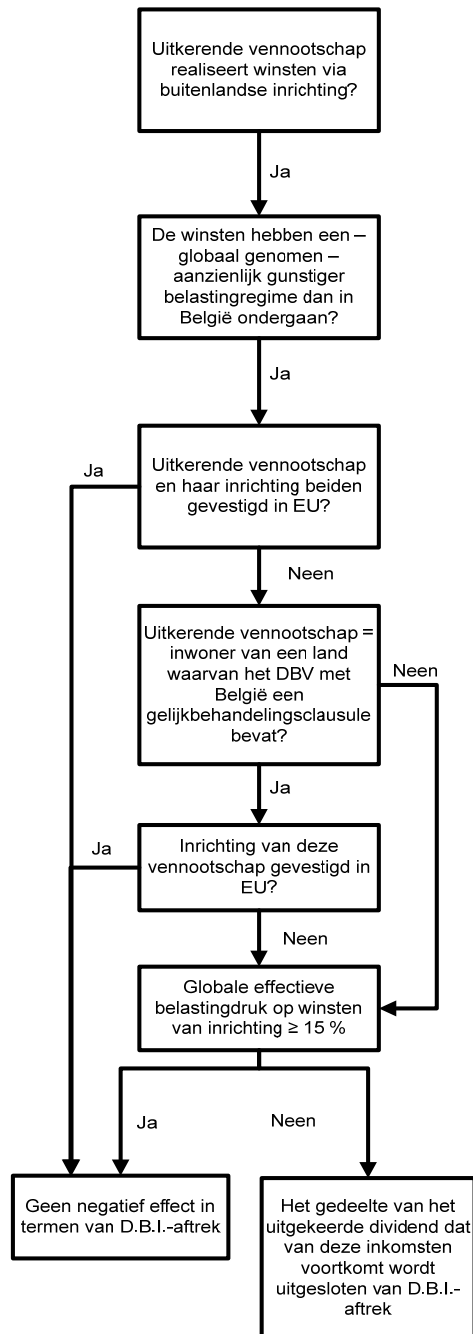 Uitkerende vennootschap
realiseert winsten via
buitenlandse inrichting?
Ja
De winsten hebben een –
globaal genomen –
aanzienlijk gunstiger
belastingregime dan in
België ondergaan?
Ja
Uitkerende vennootschap
en haar inrichting beiden
gevestigd in EU?
Ja
Neen
Uitkerende vennootschap =
inwoner van een land
waarvan het DBV met
België een
gelijkbehandelingsclausule
bevat?
Neen
Ja
Inrichting van deze
vennootschap gevestigd in
EU?
Ja
Neen
Globale effectieve
belastingdruk op winsten
van inrichting ≥ 15 %
Ja
Neen
Geen negatief effect in
termen van D.B.I.-aftrek
Het gedeelte van het
uitgekeerde dividend dat
van deze inkomsten
voortkomt wordt
uitgesloten van D.B.I.-
aftrek